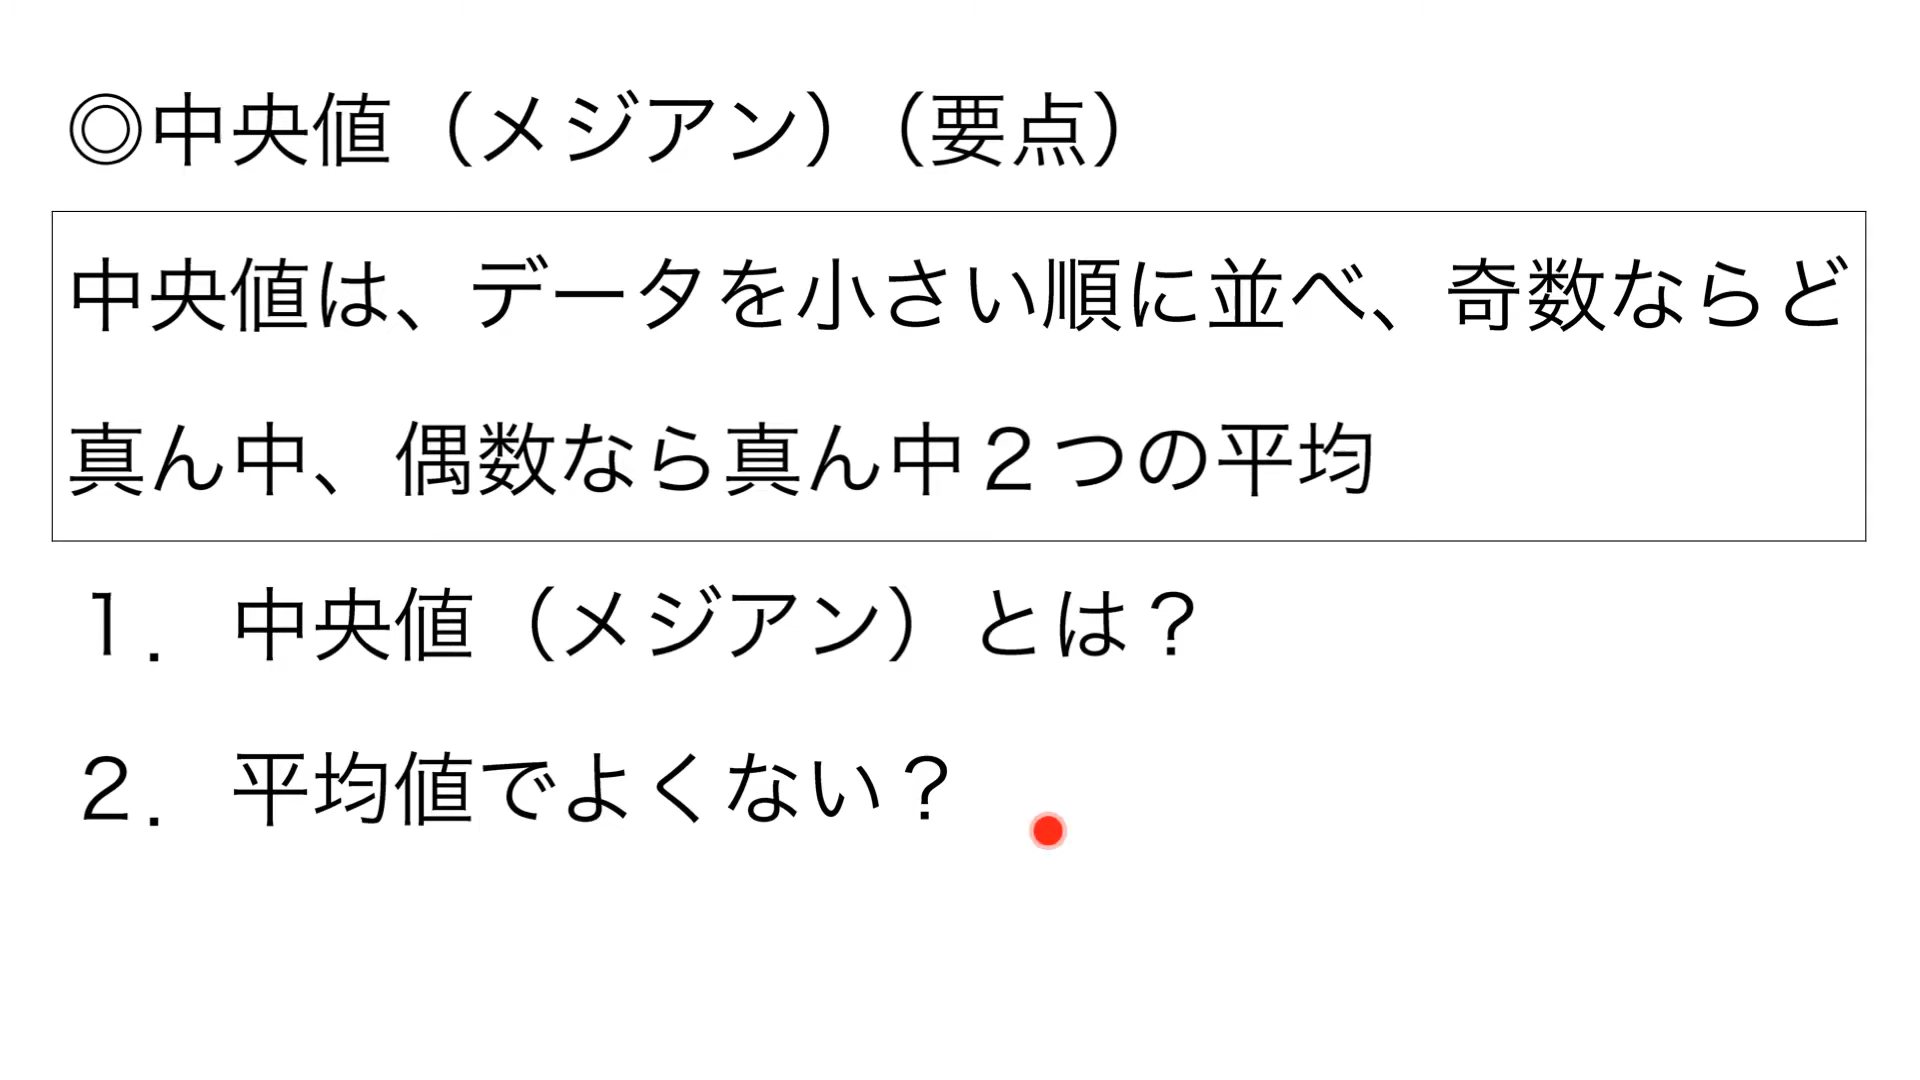 ◎中央値（メジアン）（要点）
中央値は、データを小さい順に並べ、奇数ならど
真ん中、偶数なら真ん中２つの平均
１．中央値（メジアン）とは？
２．平均値でよくない？